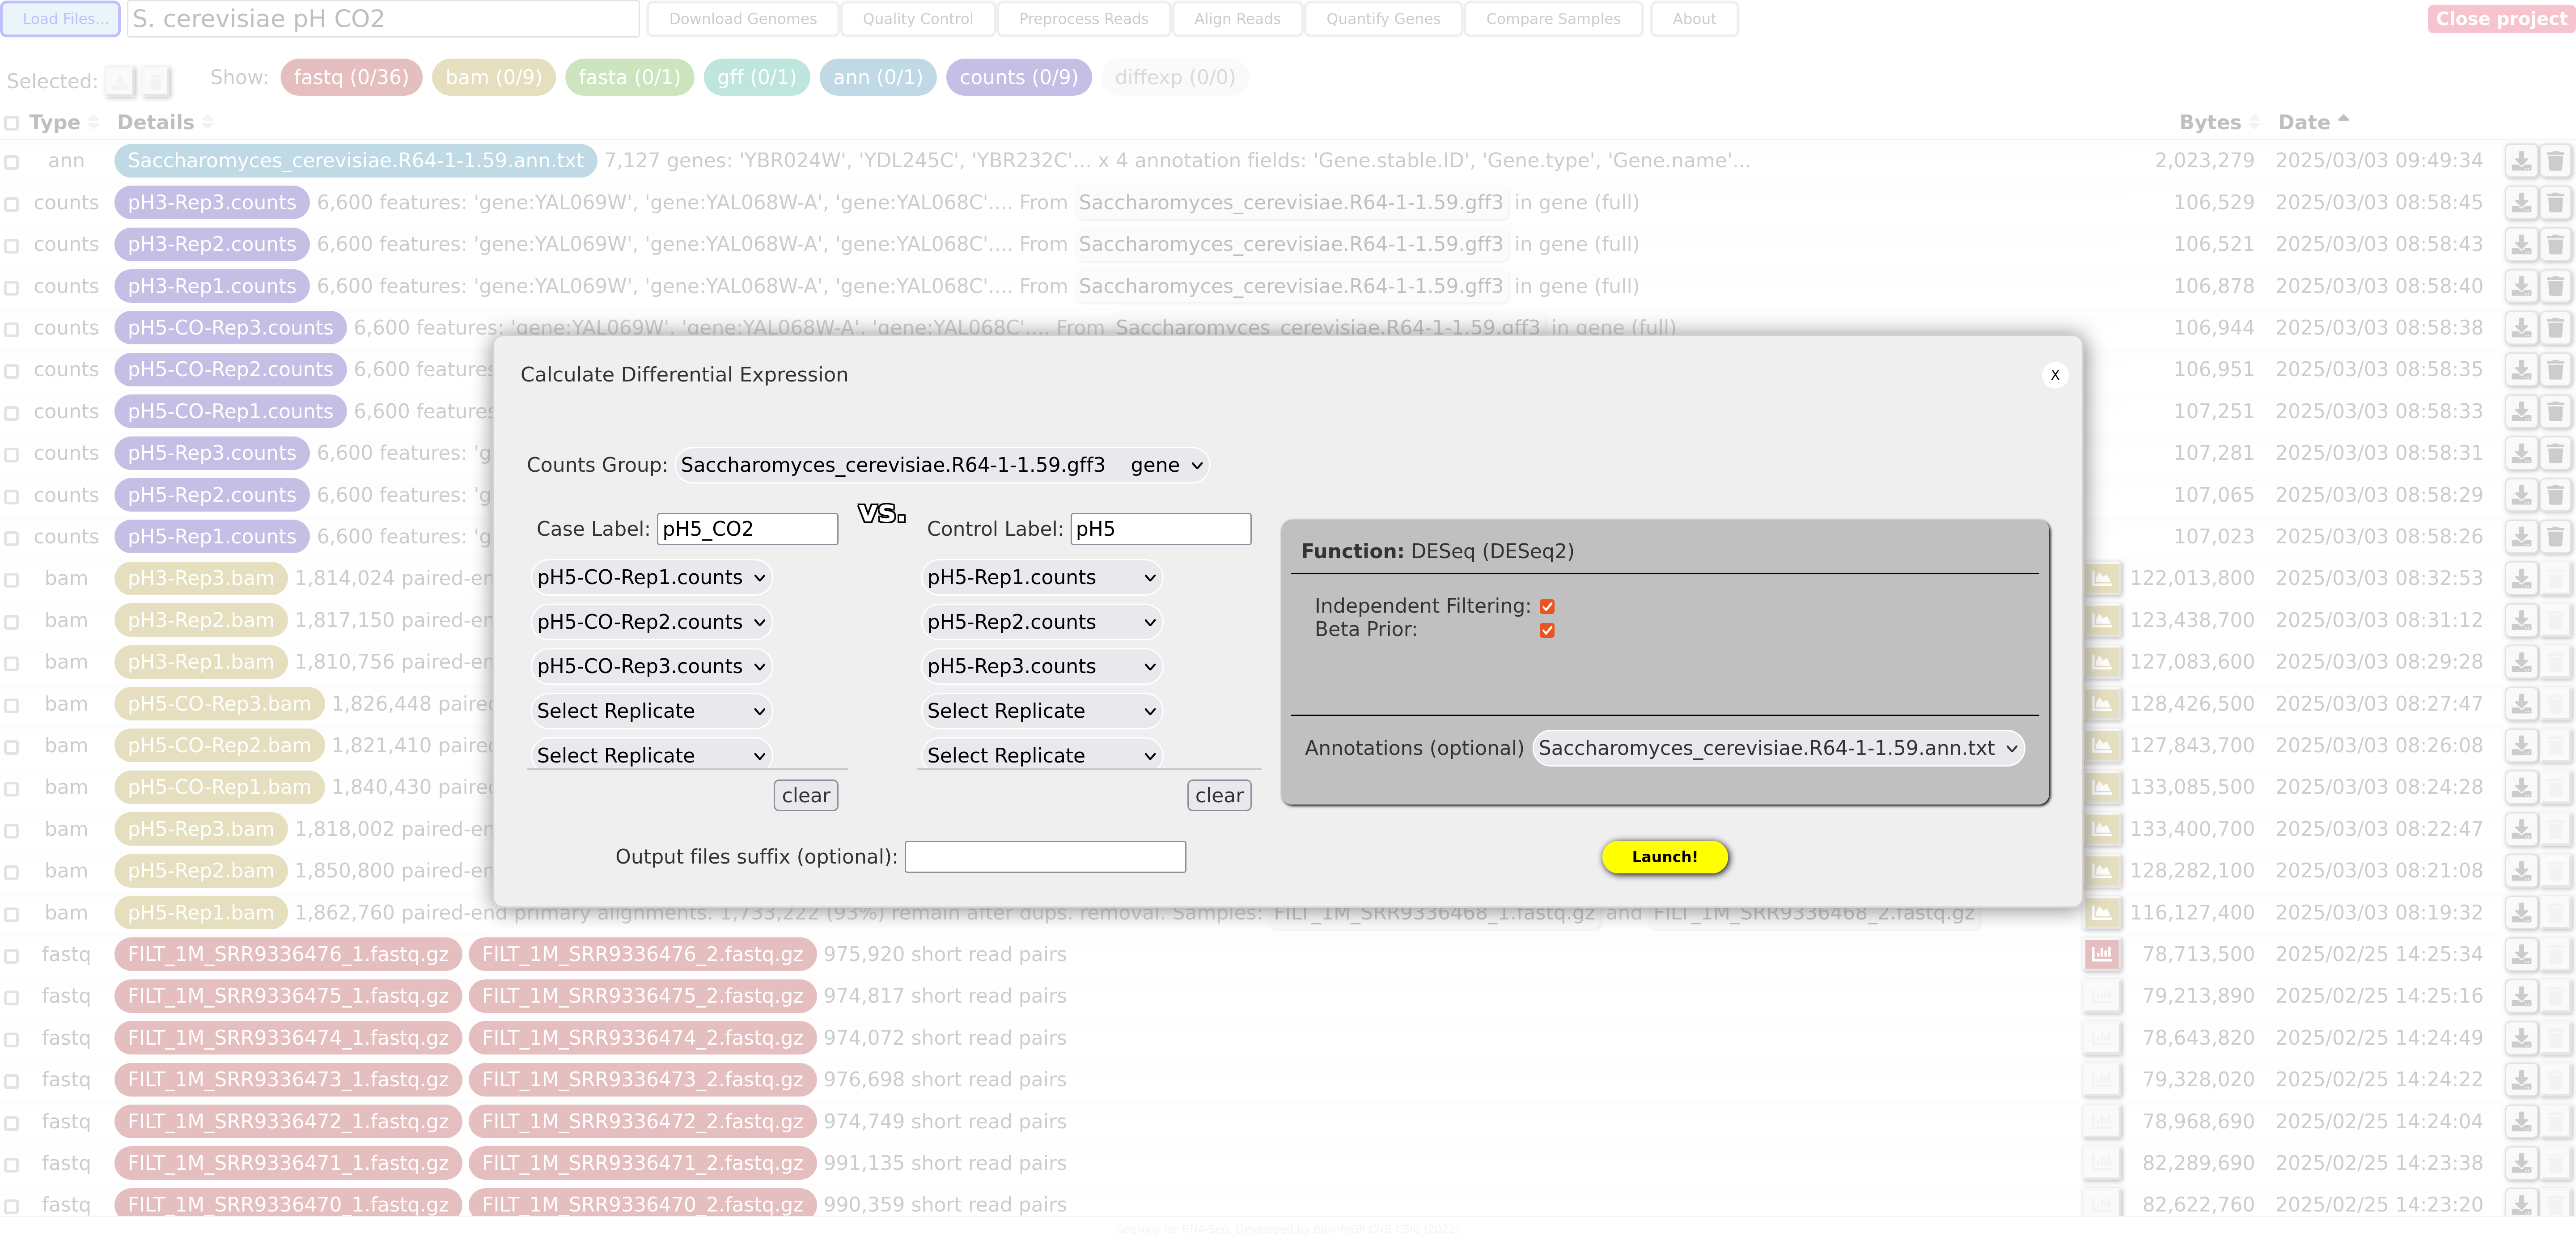 Load Files... S. cerevisiae pH CO2 Download Genomes Quality Control Preprocess Reads Align Reads Quantify Genes Compare Samples About Close project
Selected: Show: fastq (0/36) bam (0/9) fasta (0/1) gff (0/1) ann (0/1) counts (0/9) diffexp (0/0)
Type Details Bytes Date
ann Saccharomyces_cerevisiae.R64-1-1.59.ann.txt 7,127 genes: 'YBR024W', 'YDL245C', 'YBR232C'... x 4 annotation fields: 'Gene.stable.ID', 'Gene.type', 'Gene.name'... 2,023,279 2025/03/03 09:49:34
counts pH3-Rep3.counts 6,600 features: 'gene:YAL069W', 'gene:YAL068W-A', 'gene:YAL068C'.... From Saccharomyces_cerevisiae.R64-1-1.59.gff3 in gene (full) 106,529 2025/03/03 08:58:45
counts pH3-Rep2.counts 6,600 features: 'gene:YAL069W', 'gene:YAL068W-A', 'gene:YAL068C'.... From Saccharomyces_cerevisiae.R64-1-1.59.gff3 in gene (full) 106,521 2025/03/03 08:58:43
counts pH3-Rep1.counts 6,600 features: 'gene:YAL069W', 'gene:YAL068W-A', 'gene:YAL068C'.... From Saccharomyces_cerevisiae.R64-1-1.59.gff3 in gene (full) 106,878 2025/03/03 08:58:40
counts pH5-CO-Rep3.counts 6,600 features: 'gene:YAL069W', 'gene:YAL068W-A', 'gene:YAL068C'.... From Saccharomyces_cerevisiae.R64-1-1.59.gff3 in gene (full) 106,944 2025/03/03 08:58:38
counts pH5-CO-Rep2.counts 6,600 features 106,951 2025/03/03 08:58:35
counts pH5-CO-Rep1.counts 6,600 features 107,251 2025/03/03 08:58:33
counts pH5-Rep3.counts 6,600 features: 'g 107,281 2025/03/03 08:58:31
counts pH5-Rep2.counts 6,600 features: 'g 107,065 2025/03/03 08:58:29
counts pH5-Rep1.counts 6,600 features: 'g 107,023 2025/03/03 08:58:26
bam pH3-Rep3.bam 1,814,024 paired-en 122,013,800 2025/03/03 08:32:53
bam pH3-Rep2.bam 1,817,150 paired-en 123,438,700 2025/03/03 08:31:12
bam pH3-Rep1.bam 1,810,756 paired-en 127,083,600 2025/03/03 08:29:28
bam pH5-CO-Rep3.bam 1,826,448 paire 128,426,500 2025/03/03 08:27:47
bam pH5-CO-Rep2.bam 1,821,410 paired 127,843,700 2025/03/03 08:26:08
bam pH5-CO-Rep1.bam 1,840,430 paired 133,085,500 2025/03/03 08:24:28
bam pH5-Rep3.bam 1,818,002 paired-en 133,400,700 2025/03/03 08:22:47
bam pH5-Rep2.bam 1,850,800 paired-en 128,282,100 2025/03/03 08:21:08
bam pH5-Rep1.bam 1,862,760 paired-end primary alignments. 1,733,222 (93%) remain after dups. removal. Samples: FILT_1M_SRR9336468_1.fastq.gz and FILT_1M_SRR9336468_2.fastq.gz 116,127,400 2025/03/03 08:19:32
fastq FILT_1M_SRR9336476_1.fastq.gz FILT_1M_SRR9336476_2.fastq.gz 975,920 short read pairs 78,713,500 2025/02/25 14:25:34
fastq FILT_1M_SRR9336475_1.fastq.gz FILT_1M_SRR9336475_2.fastq.gz 974,817 short read pairs 79,213,890 2025/02/25 14:25:16
fastq FILT_1M_SRR9336474_1.fastq.gz FILT_1M_SRR9336474_2.fastq.gz 974,072 short read pairs 78,643,820 2025/02/25 14:24:49
fastq FILT_1M_SRR9336473_1.fastq.gz FILT_1M_SRR9336473_2.fastq.gz 976,698 short read pairs 79,328,020 2025/02/25 14:24:22
fastq FILT_1M_SRR9336472_1.fastq.gz FILT_1M_SRR9336472_2.fastq.gz 974,749 short read pairs 78,968,690 2025/02/25 14:24:04
fastq FILT_1M_SRR9336471_1.fastq.gz FILT_1M_SRR9336471_2.fastq.gz 991,135 short read pairs 82,289,690 2025/02/25 14:23:38
fastq FILT_1M_SRR9336470_1.fastq.gz FILT_1M_SRR9336470_2.fastq.gz 990,359 short read pairs 82,622,760 2025/02/25 14:23:20
SeqNjoy for RNA-Seq. Developed by BioinfoGP CNB-CSIC (2022)
Calculate Differential Expression X
Counts Group: Saccharomyces_cerevisiae.R64-1-1.59.gff3 gene
Case Label: pH5_CO2 VS. Control Label: pH5
pH5-CO-Rep1.counts pH5-Rep1.counts
pH5-CO-Rep2.counts pH5-Rep2.counts
pH5-CO-Rep3.counts pH5-Rep3.counts
Select Replicate Select Replicate
Select Replicate Select Replicate
clear clear
Function: DESeq (DESeq2)
Independent Filtering:
Beta Prior:
Annotations (optional) Saccharomyces_cerevisiae.R64-1-1.59.ann.txt
Output files suffix (optional): Launch!